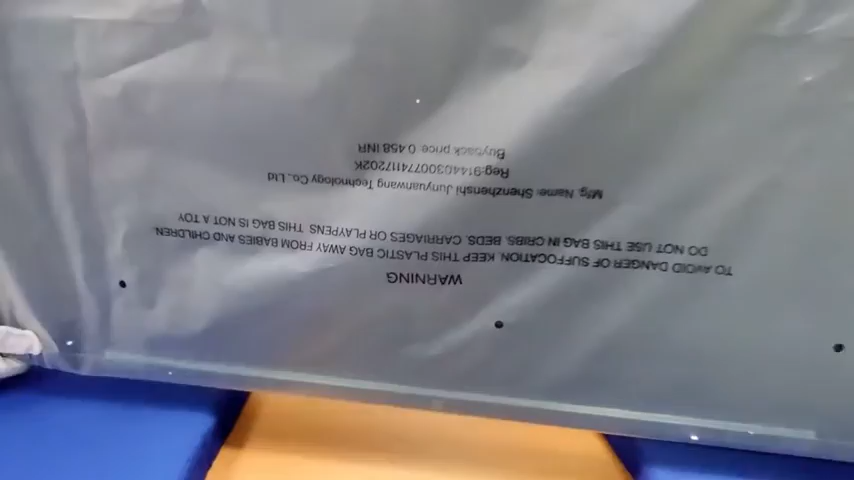 WARNING
TO AVOID DANGER OF SUFFOCATION. KEEP THIS PLASTIC BAG AWAY FROM BABIES AND CHILDREN
DO NOT USE THIS BAG IN CRIBS. BEDS. CARRIAGES OR PLAYPENS THIS BAG IS NOT A TOY
Mfg. Name: Shenzhenshi Junyuanwang Technology Co., Ltd
Reg:91440300774117202K
Buyback price 0.458 INR